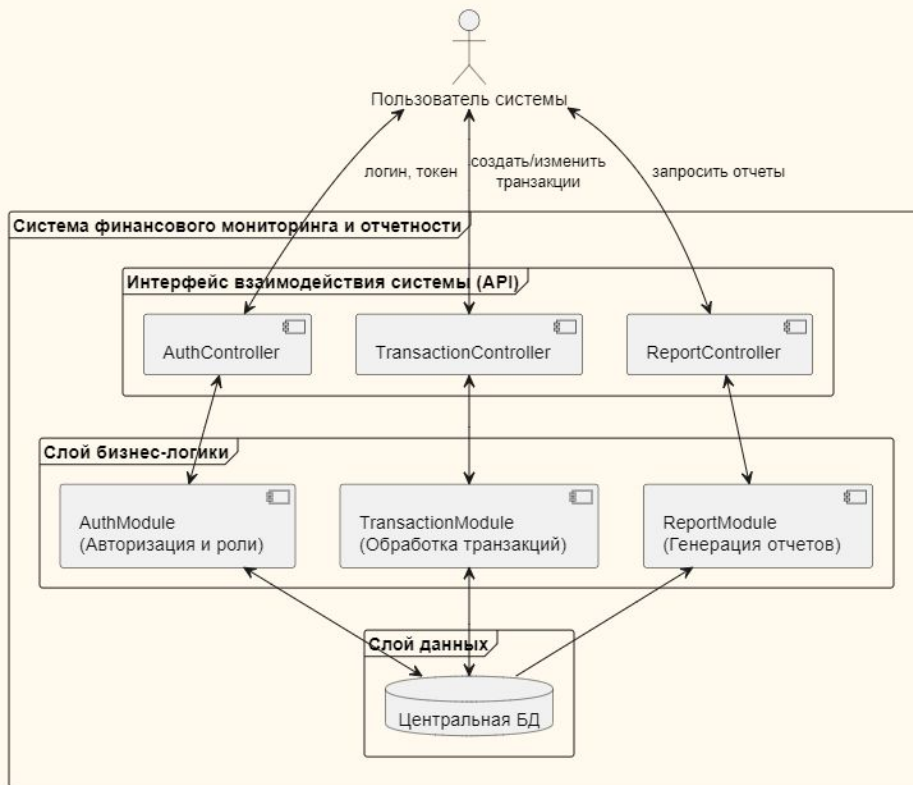 Пользователь системы
логин, токен
создать/изменить
транзакции
запросить отчеты
Система финансового мониторинга и отчетности
Интерфейс взаимодействия системы (API)
AuthController
TransactionController
ReportController
Слой бизнес-логики
AuthModule
(Авторизация и роли)
TransactionModule
(Обработка транзакций)
ReportModule
(Генерация отчетов)
Слой данных
Центральная БД